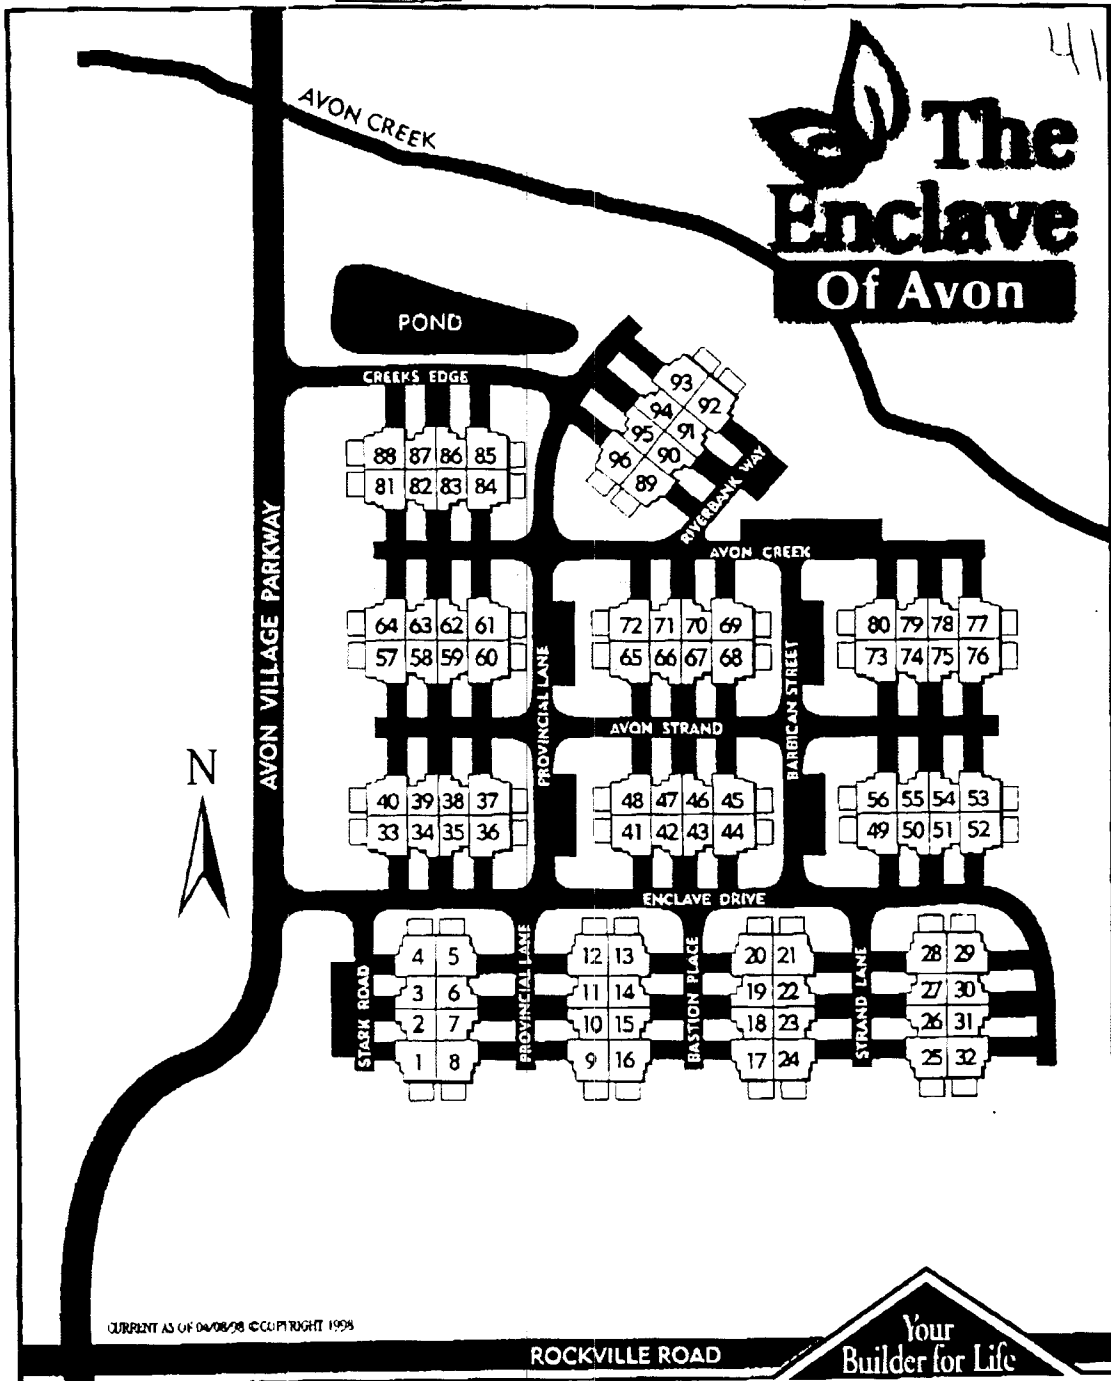 41
The
Enclave
Of Avon
AVON CREEK
POND
CREEKS EDGE
93
94 92
95 91
96 90
89
RIVERBANK WAY
88 87 86 85
81 82 83 84
AVON CREEK
AVON VILLAGE PARKWAY
64 63 62 61
57 58 59 60
PROVINCIAL LANE
72 71 70 69
65 66 67 68
BARBICAN STREET
80 79 78 77
73 74 75 76
AVON STRAND
N
40 39 38 37
33 34 35 36
48 47 46 45
41 42 43 44
56 55 54 53
49 50 51 52
ENCLAVE DRIVE
STARK ROAD
4 5
3 6
2 7
1 8
PROVINCIAL LANE
12 13
11 14
10 15
9 16
BASTION PLACE
20 21
19 22
18 23
17 24
STRAND LANE
28 29
27 30
26 31
25 32
CURRENT AS OF 04/08/98 ©COPYRIGHT 1998
ROCKVILLE ROAD
Your
Builder for Life